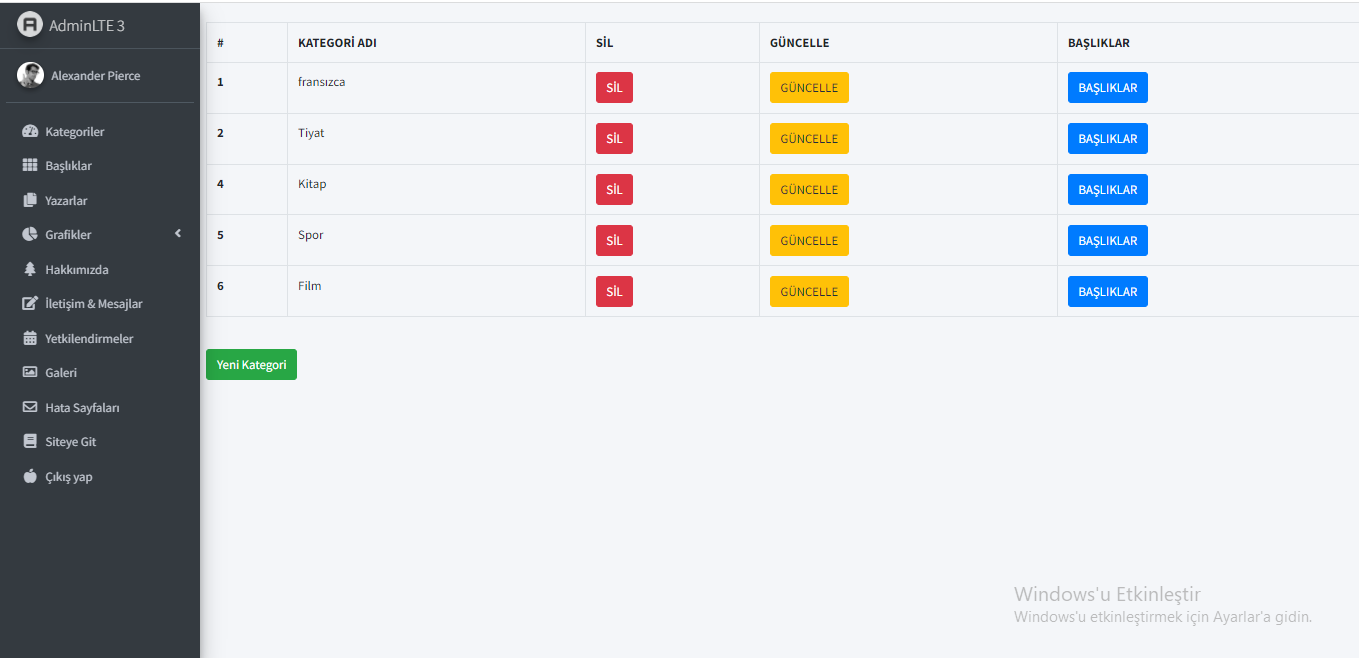 AdminLTE 3
Alexander Pierce
Kategoriler
Başlıklar
Yazarlar
Grafikler
Hakkımızda
İletişim & Mesajlar
Yetkilendirmeler
Galeri
Hata Sayfaları
Siteye Git
Çıkış yap
# KATEGORİ ADI SİL GÜNCELLE BAŞLIKLAR
1 fransızca SİL GÜNCELLE BAŞLIKLAR
2 Tiyat SİL GÜNCELLE BAŞLIKLAR
4 Kitap SİL GÜNCELLE BAŞLIKLAR
5 Spor SİL GÜNCELLE BAŞLIKLAR
6 Film SİL GÜNCELLE BAŞLIKLAR
Yeni Kategori
Windows'u Etkinleştir
Windows'u etkinleştirmek için Ayarlar'a gidin.